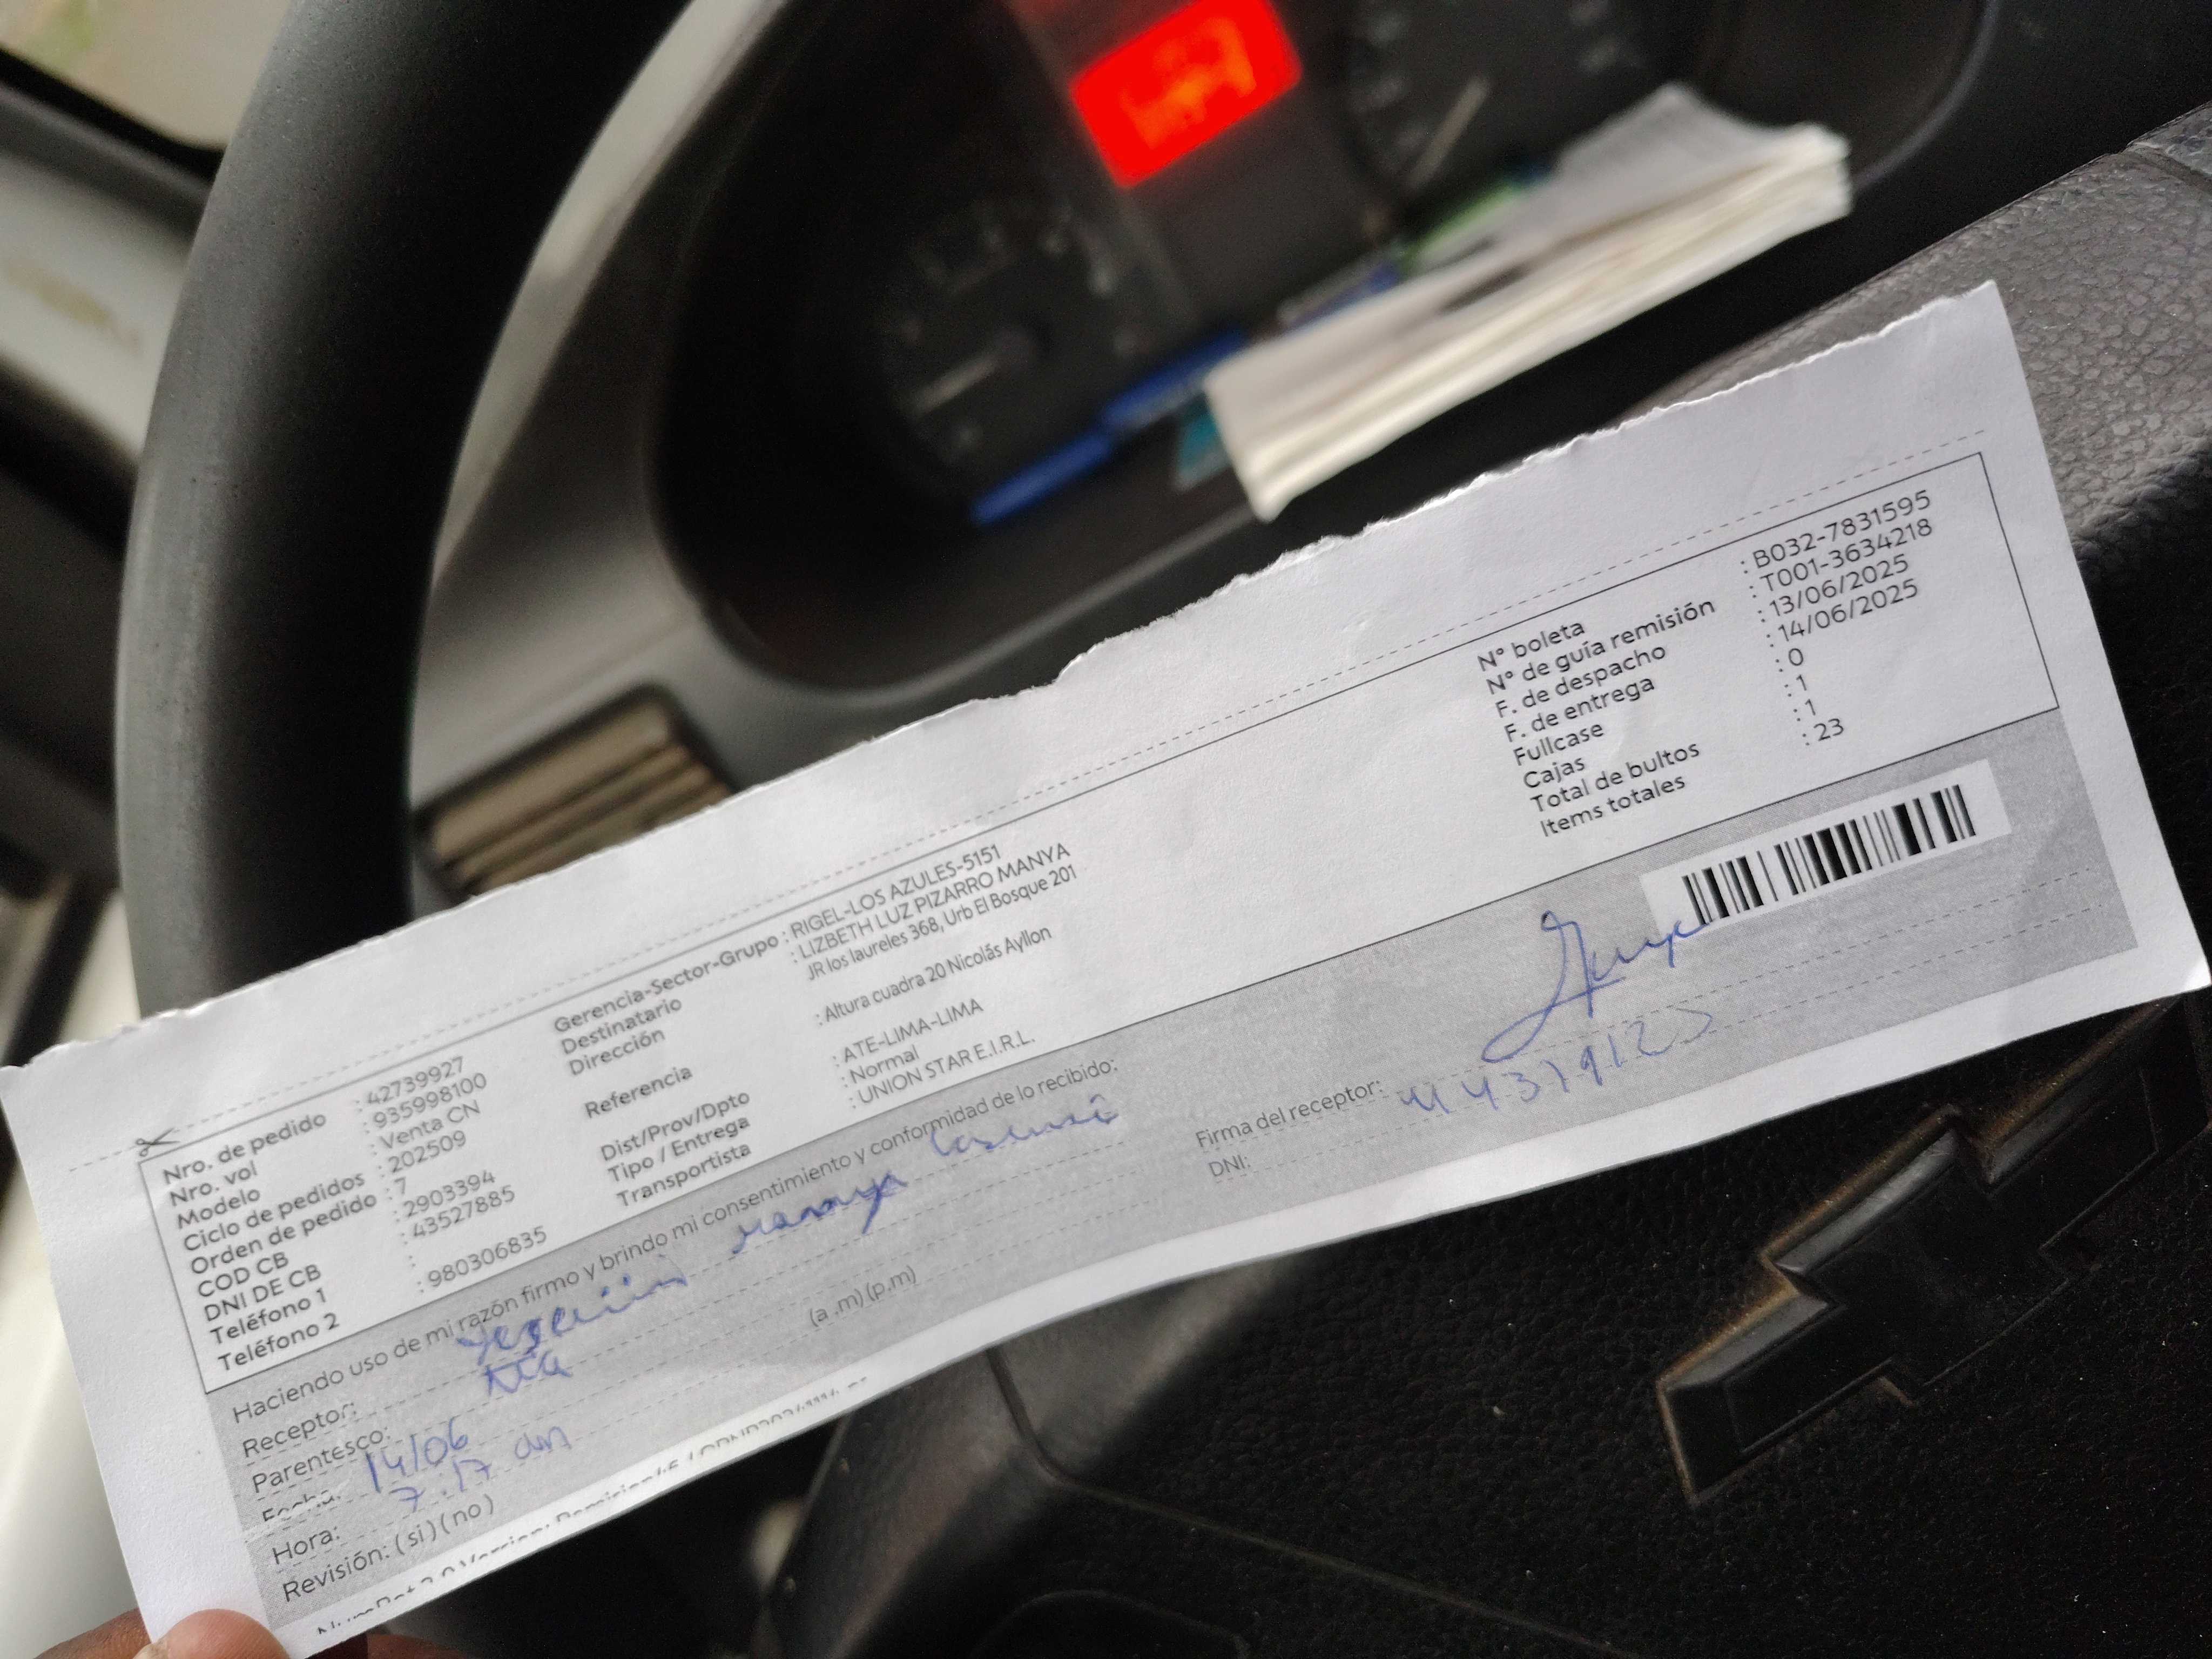 Nro. de pedido : 42739927
Nro. vol : 935998100
Modelo : Venta CN
Ciclo de pedidos : 202509
Orden de pedido : 7
COD CB : 2903394
DNI DE CB : 43527885
Teléfono 1 :
Teléfono 2 : 980306835
Gerencia-Sector-Grupo : RIGEL-LOS AZULES-5151
Destinatario : LIZBETH LUZ PIZARRO MANYA
Dirección JR los laureles 368, Urb El Bosque 201
Referencia : Altura cuadra 20 Nicolás Ayllon
Dist/Prov/Dpto : ATE-LIMA-LIMA
Tipo / Entrega : Normal
Transportista : UNION STAR E.I.R.L.
N° boleta : B032-7831595
N° de guía remisión : T001-3634218
F. de despacho : 13/06/2025
F. de entrega : 14/06/2025
Fullcase : 0
Cajas : 1
Total de bultos : 1
Items totales : 23
Haciendo uso de mi razón firmo y brindo mi consentimiento y conformidad de lo recibido:
Receptor: manya
Parentesco: tia
Fecha: 14/06
Hora: 7:17 am (a .m) (p.m)
Revisión: ( si ) ( no )
Firma del receptor:
DNI: